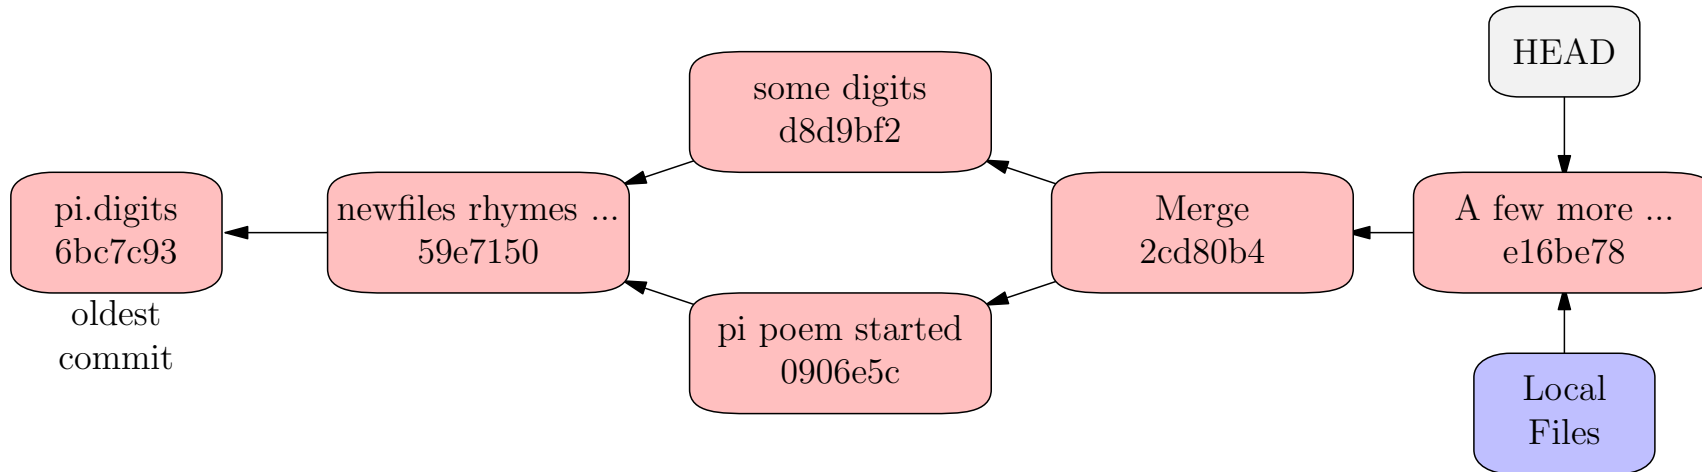 HEAD
some digits
d8d9bf2
pi.digits
6bc7c93
newfiles rhymes ...
59e7150
Merge
2cd80b4
A few more ...
e16be78
oldest
commit
pi poem started
0906e5c
Local
Files